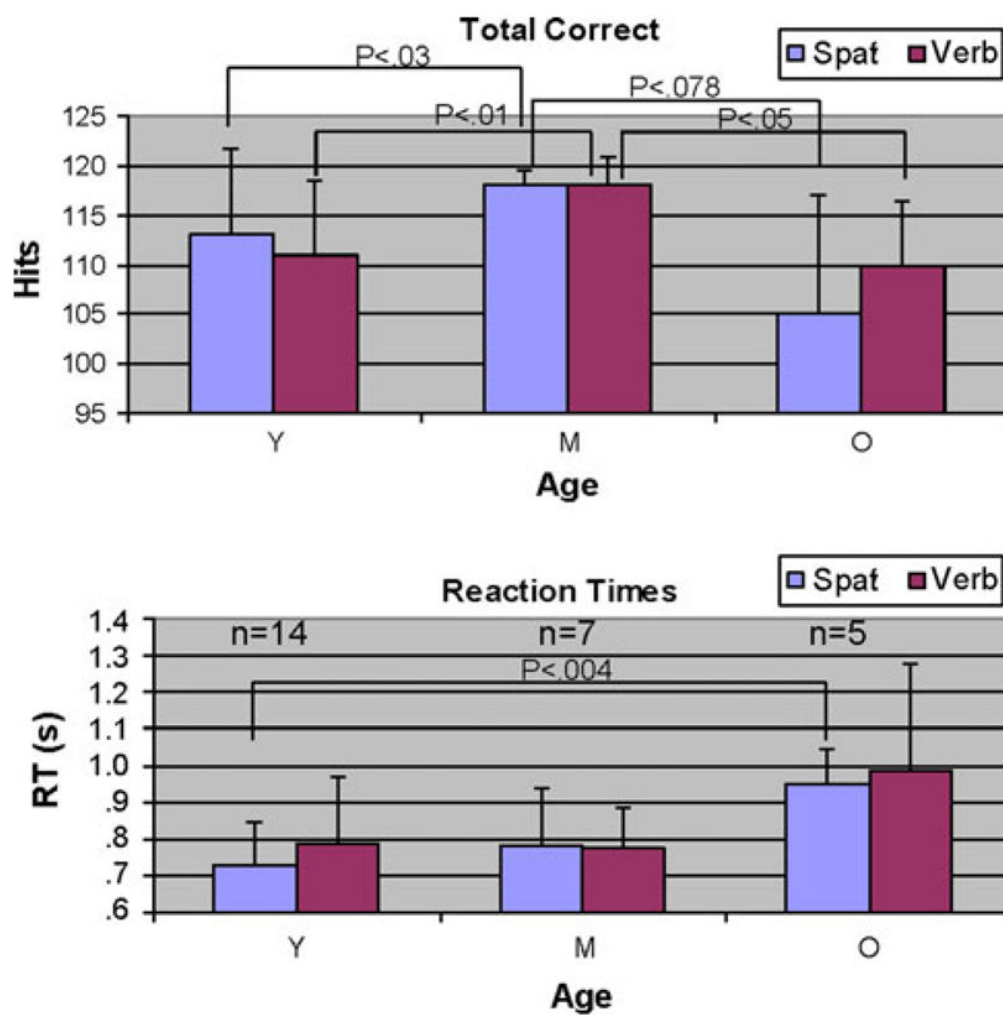 Total Correct
Spat Verb
P<.03
P<.078
P<.01
P<.05
125
120
115
110
105
100
95
Hits
Y M O
Age
Reaction Times
Spat Verb
1.4
1.3
1.2
1.1
1.0
.9
.8
.7
.6
RT (s)
n=14 n=7 n=5
P<.004
Y M O
Age